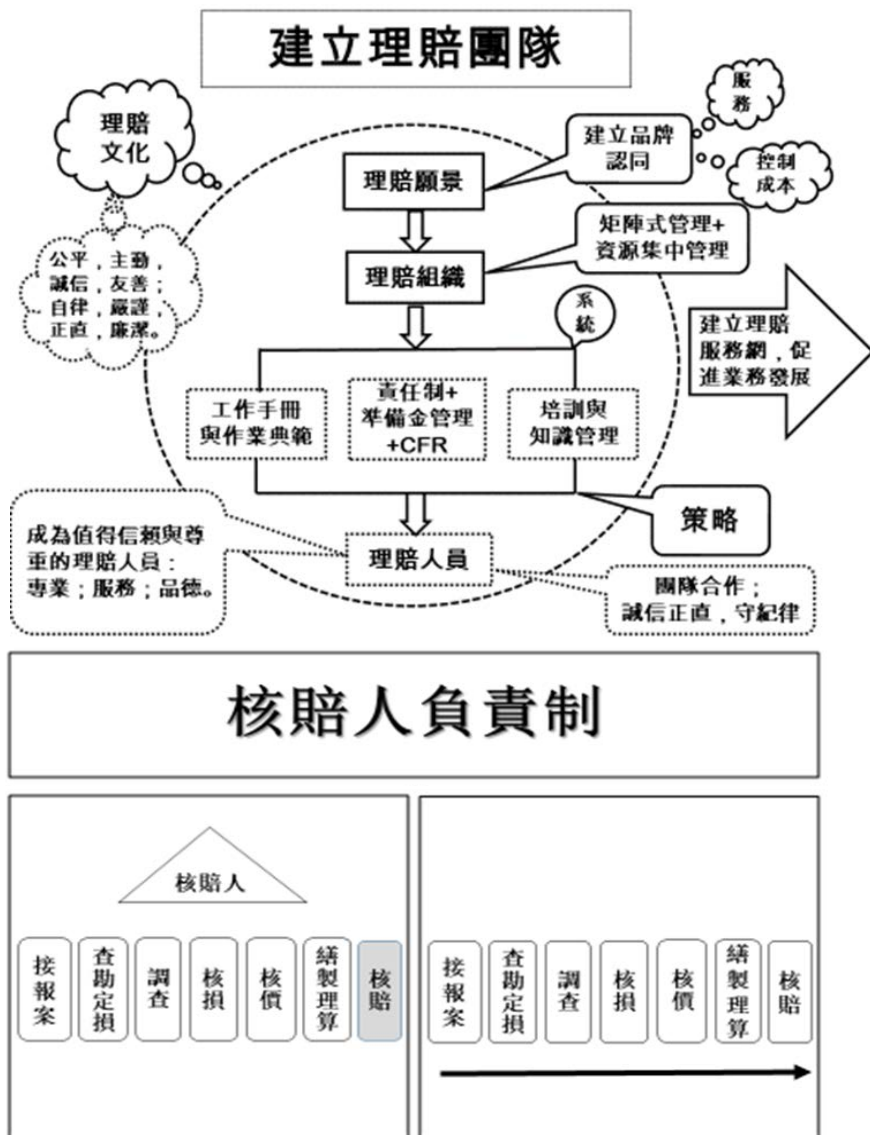 建立理賠團隊
理賠
文化
服
務
控制
成本
建立品牌
認同
理賠願景
矩陣式管理+
資源集中管理
理賠組織
公平，主動，
誠信，友善；
自律，嚴謹，
正直，廉潔。
系
統
建立理賠
服務網，促
進業務發展
工作手冊
與作業典範
責任制+
準備金管理
+CFR
培訓與
知識管理
策略
成為值得信賴與尊
重的理賠人員：
專業；服務；品德。
理賠人員
團隊合作；
誠信正直，守紀律
核賠人負責制
核賠人
接報案
查勘定損
調查
核損
核價
繕製理算
核賠
接報案
查勘定損
調查
核損
核價
繕製理算
核賠